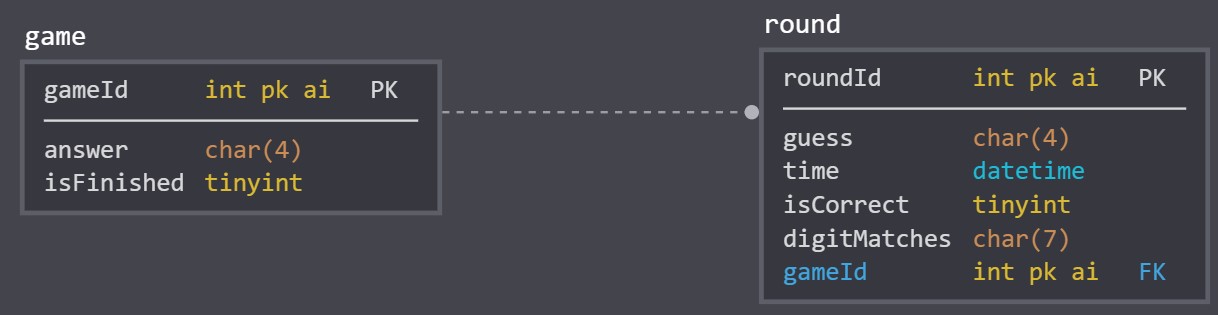 game
gameId int pk ai PK
answer char(4)
isFinished tinyint
round
roundId int pk ai PK
guess char(4)
time datetime
isCorrect tinyint
digitMatches char(7)
gameId int pk ai FK